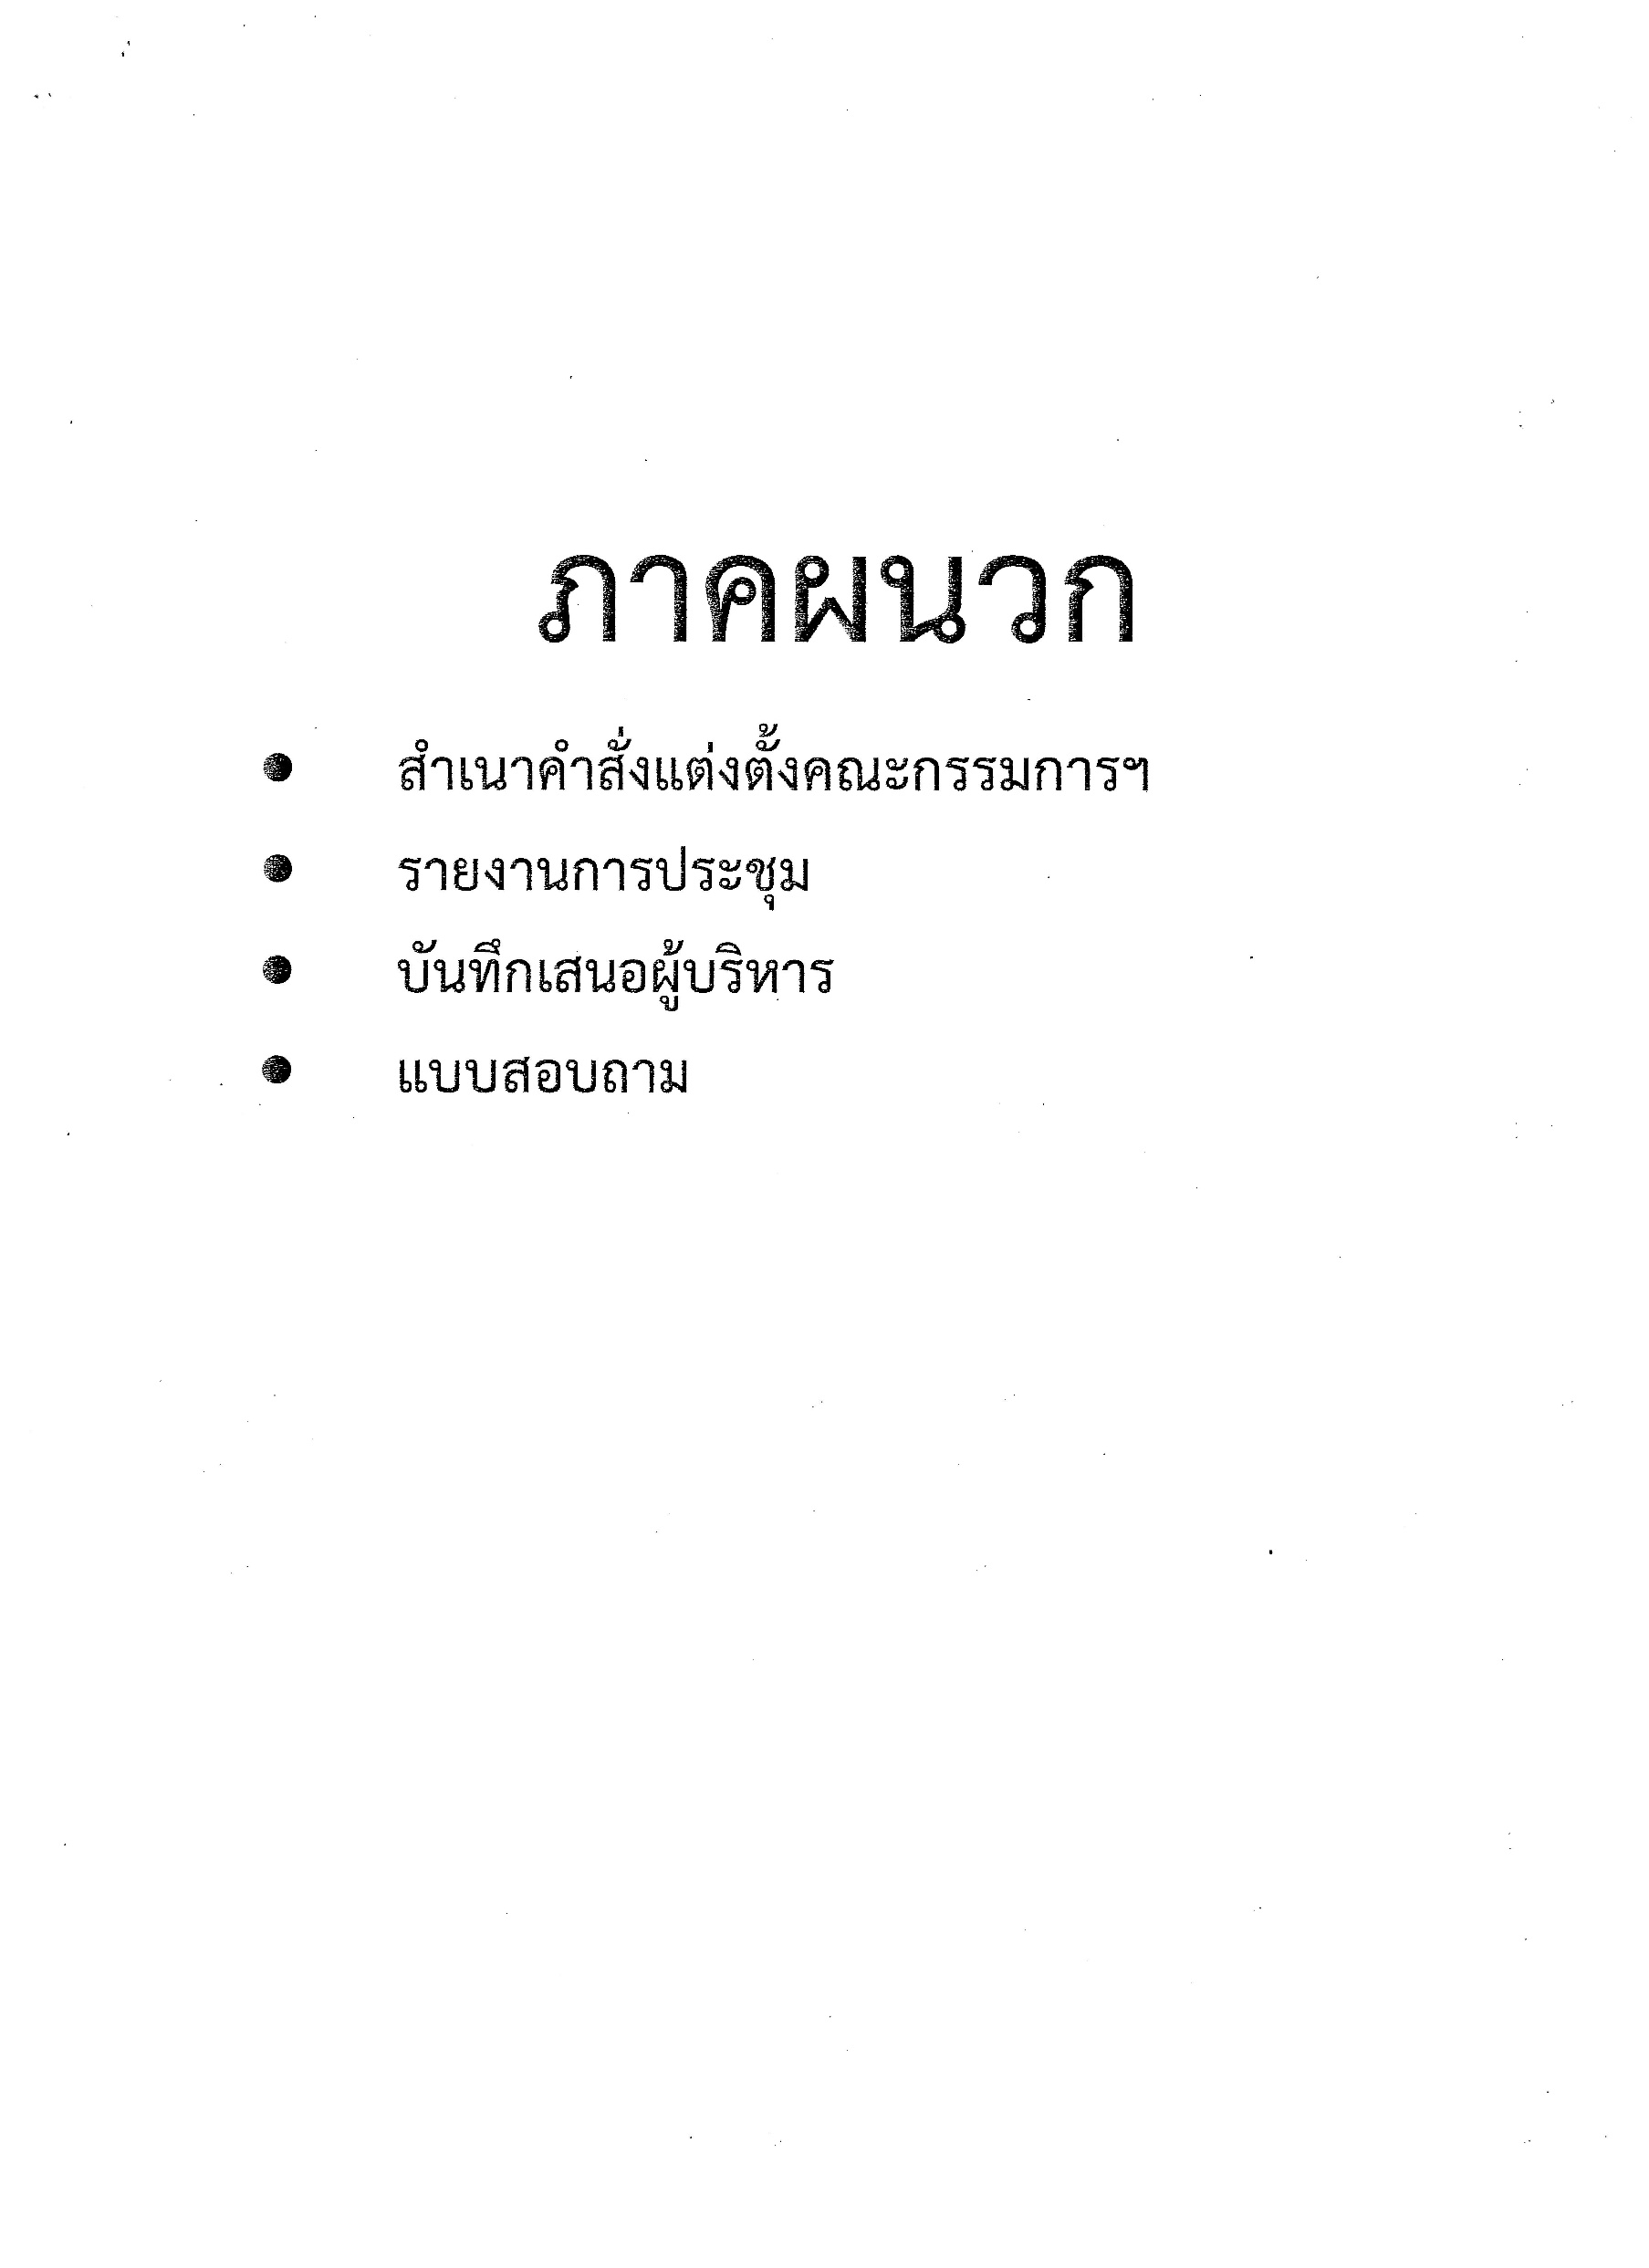 ภาคผนวก
● สำเนาคำสั่งแต่งตั้งคณะกรรมการฯ
● รายงานการประชุม
● บันทึกเสนอผู้บริหาร
● แบบสอบถาม